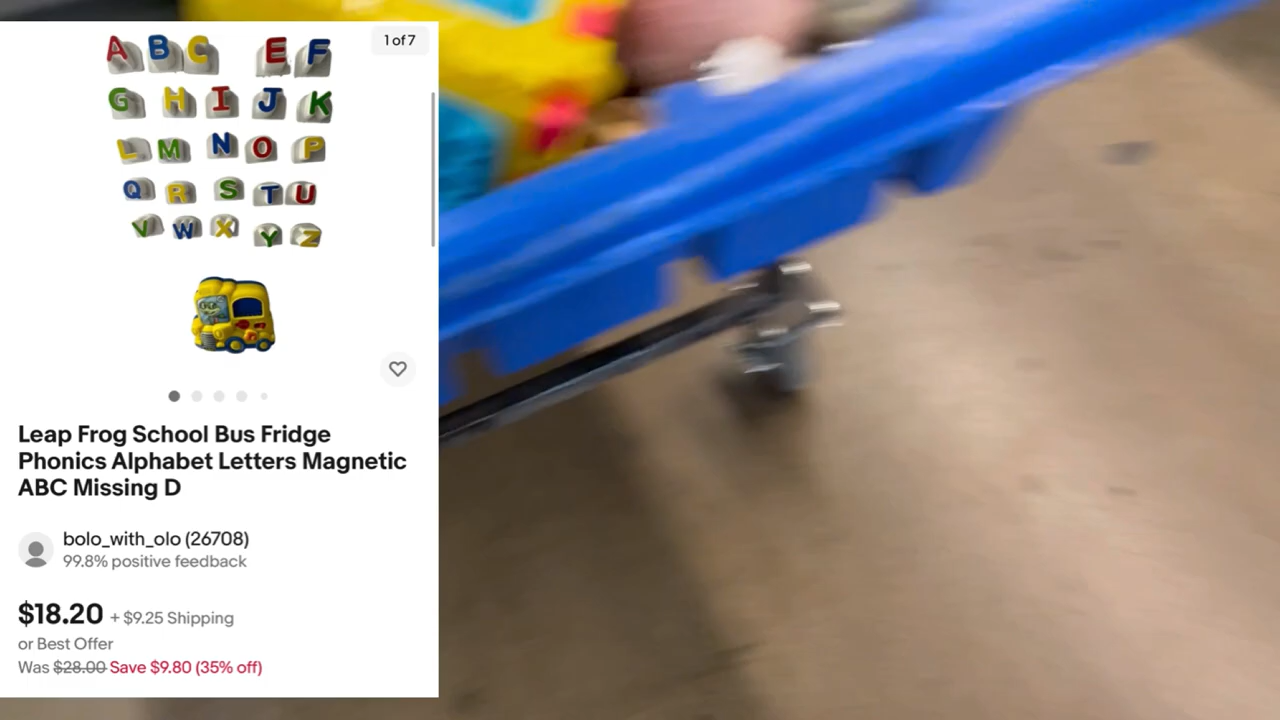 1 of 7
A B C E F
G H I J K
L M N O P
Q R S T U
V W X Y Z
Leap Frog School Bus Fridge
Phonics Alphabet Letters Magnetic
ABC Missing D
bolo_with_olo (26708)
99.8% positive feedback
$18.20 + $9.25 Shipping
or Best Offer
Was $28.00 Save $9.80 (35% off)